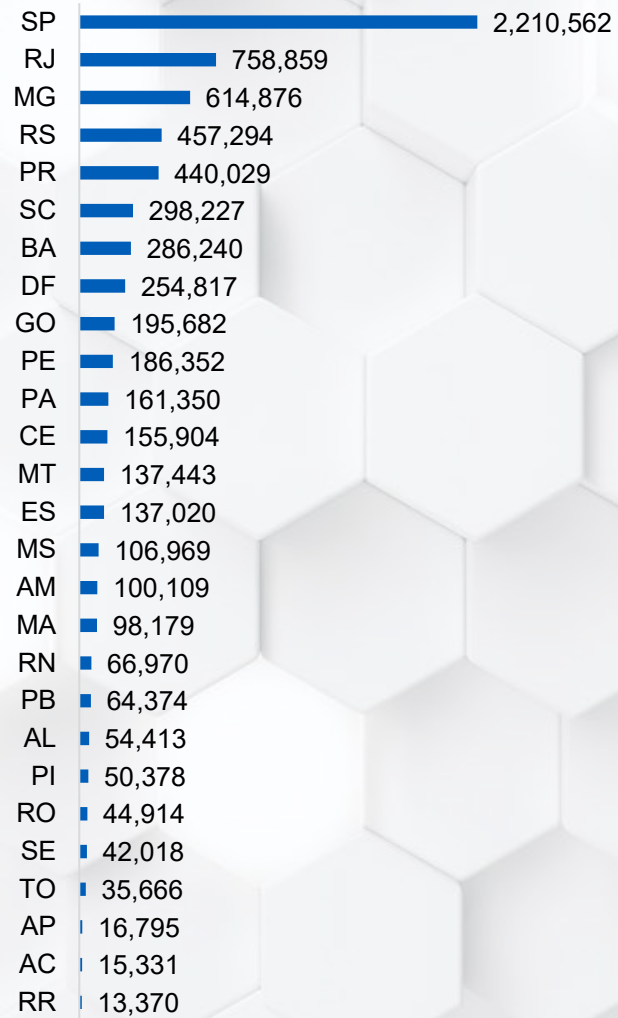 SP 2,210,562
RJ 758,859
MG 614,876
RS 457,294
PR 440,029
SC 298,227
BA 286,240
DF 254,817
GO 195,682
PE 186,352
PA 161,350
CE 155,904
MT 137,443
ES 137,020
MS 106,969
AM 100,109
MA 98,179
RN 66,970
PB 64,374
AL 54,413
PI 50,378
RO 44,914
SE 42,018
TO 35,666
AP 16,795
AC 15,331
RR 13,370